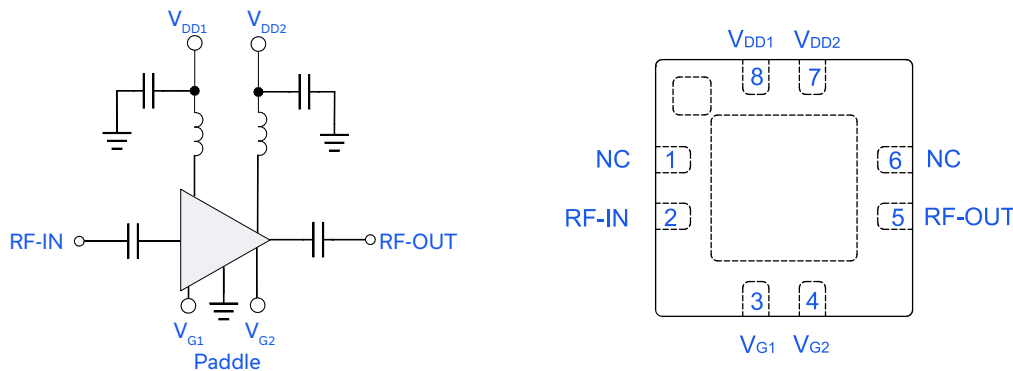 VDD1 VDD2
RF-IN RF-OUT
VG1 VG2
Paddle
VDD1 VDD2
8 7
NC 1 6 NC
RF-IN 2 5 RF-OUT
3 4
VG1 VG2